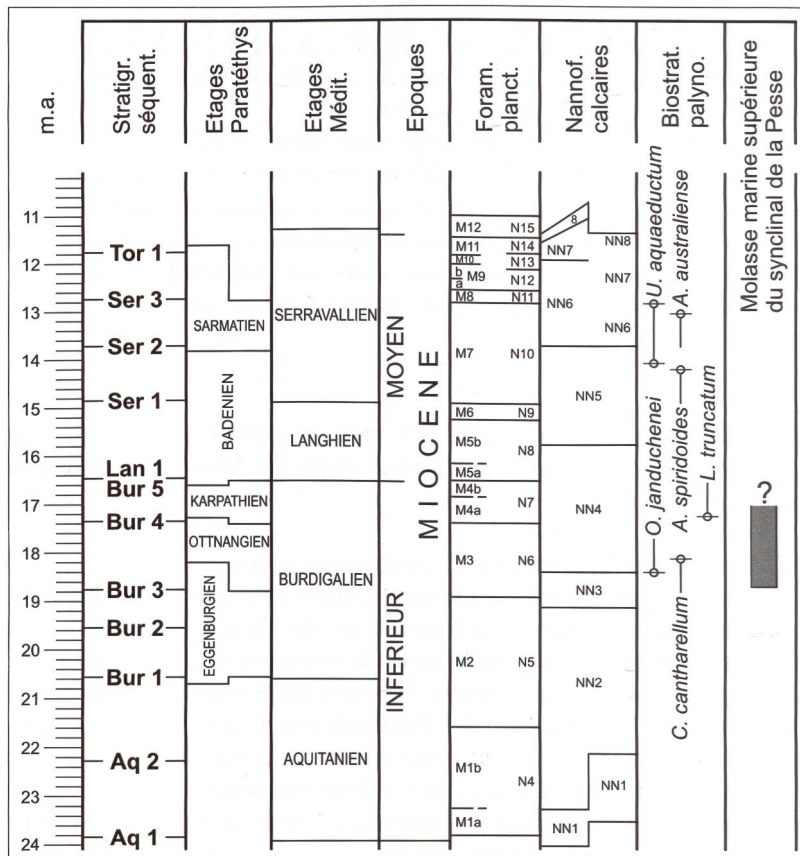 m.a.
Stratigr.
séquent.
Etages
Paratéthys
Etages
Médit.
Epoques
Foram.
planct.
Nannof.
calcaires
Biostrat.
palyno.
Molasse marine supérieure
du synclinal de la Pesse
11
12
13
14
15
16
17
18
19
20
21
22
23
24
Tor 1
Ser 3
Ser 2
Ser 1
Lan 1
Bur 5
Bur 4
Bur 3
Bur 2
Bur 1
Aq 2
Aq 1
SARMATIEN
BADENIEN
KARPATHIEN
OTTNANGIEN
EGGENBURGIEN
SERRAVALLIEN
LANGHIEN
BURDIGALIEN
AQUITANIEN
MIOCENE
MOYEN
INFERIEUR
M12 N15
M11 N14
M10 N13
b M9 N12
a
M8 N11
M7 N10
M6 N9
M5b N8
M5a
M4b N7
M4a
M3 N6
M2 N5
M1b N4
M1a
8
NN8
NN7
NN7
NN6
NN6
NN5
NN4
NN3
NN2
NN1
NN1
U. aquaeductum
A. australiense
O. janduchenei
A. spiridoides
L. truncatum
C. cantharellum
?